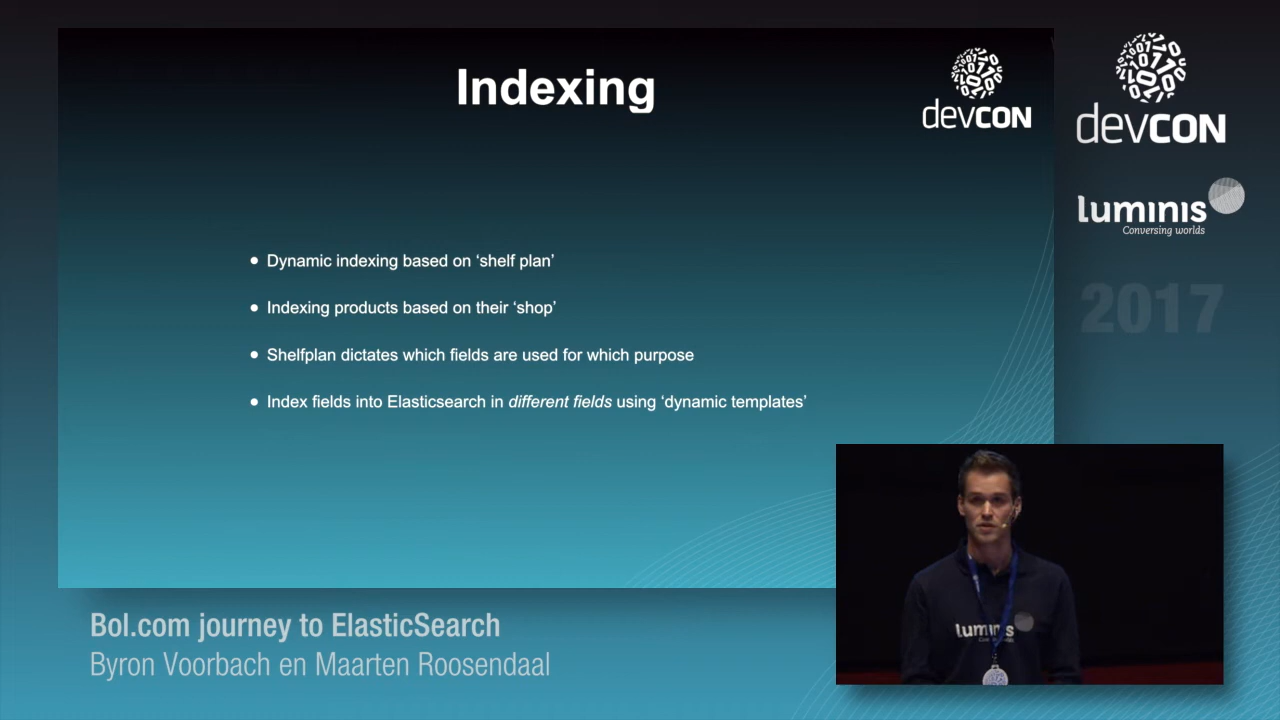 Indexing
devcon
devcon
luminis
Conversing worlds
2017
• Dynamic indexing based on ‘shelf plan’
• Indexing products based on their ‘shop’
• Shelfplan dictates which fields are used for which purpose
• Index fields into Elasticsearch in different fields using ‘dynamic templates’
luminis
Bol.com journey to ElasticSearch
Byron Voorbach en Maarten Roosendaal